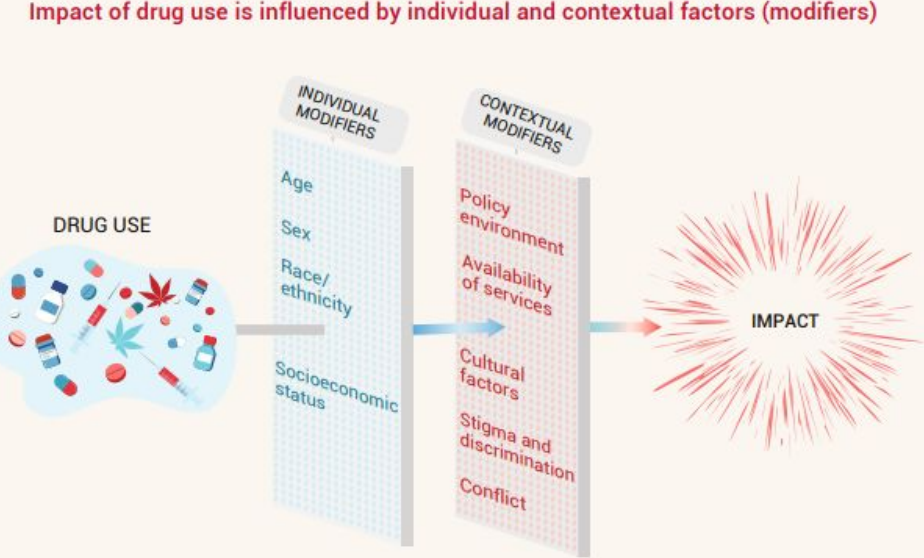 Impact of drug use is influenced by individual and contextual factors (modifiers)
INDIVIDUAL
MODIFIERS
CONTEXTUAL
MODIFIERS
DRUG USE
Age
Sex
Race/
ethnicity
Socioeconomic
status
Policy
environment
Availability
of services
Cultural
factors
Stigma and
discrimination
Conflict
IMPACT